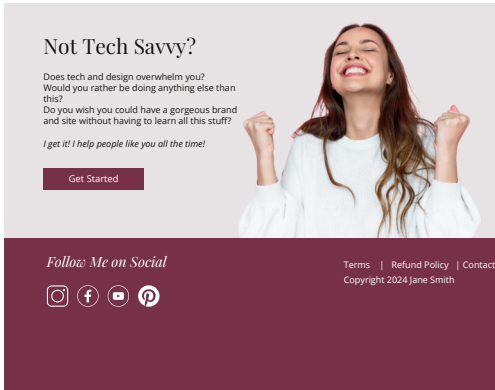 Not Tech Savvy?
Does tech and design overwhelm you?
Would you rather be doing anything else than
this?
Do you wish you could have a gorgeous brand
and site without having to learn all this stuff?
I get it! I help people like you all the time!
Get Started
Follow Me on Social
Terms | Refund Policy | Contact
Copyright 2024 Jane Smith